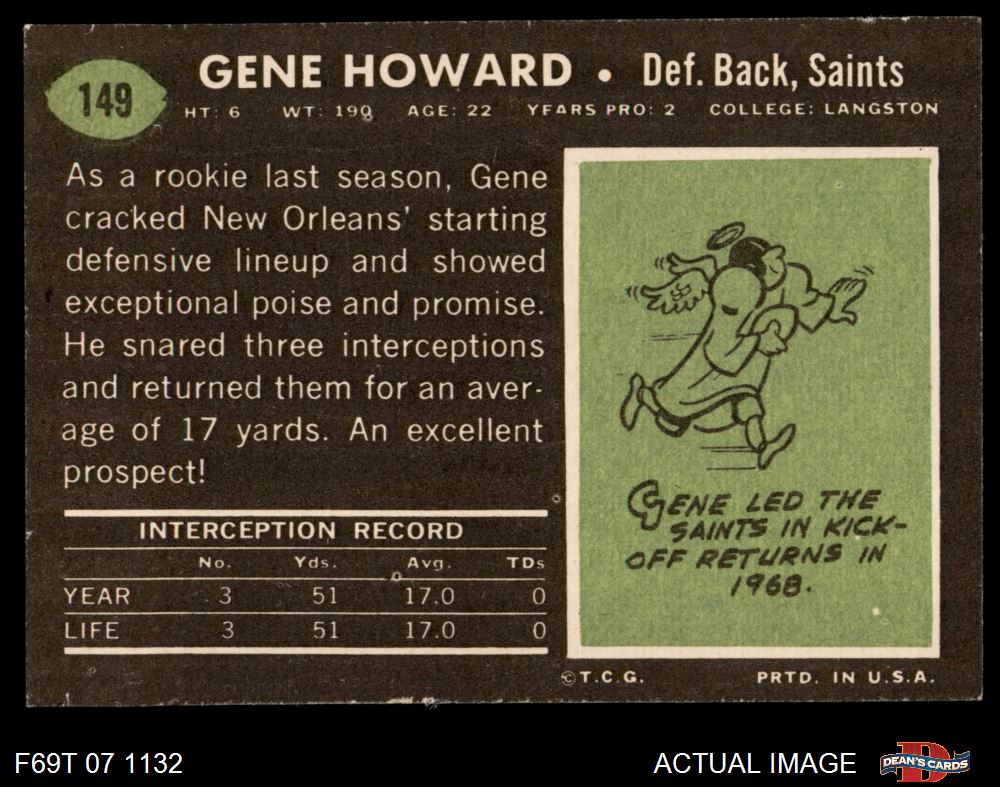 149
GENE HOWARD • Def. Back, Saints
HT: 6 WT: 190 AGE: 22 YEARS PRO: 2 COLLEGE: LANGSTON
As a rookie last season, Gene
cracked New Orleans' starting
defensive lineup and showed
exceptional poise and promise.
He snared three interceptions
and returned them for an aver-
age of 17 yards. An excellent
prospect!
INTERCEPTION RECORD
No. Yds. Avg. TDs
YEAR 3 51 17.0 0
LIFE 3 51 17.0 0
GENE LED THE
SAINTS IN KICK-
OFF RETURNS IN
1968.
©T.C.G. PRTD. IN U.S.A.
F69T 07 1132 ACTUAL IMAGE DEAN'S CARDS